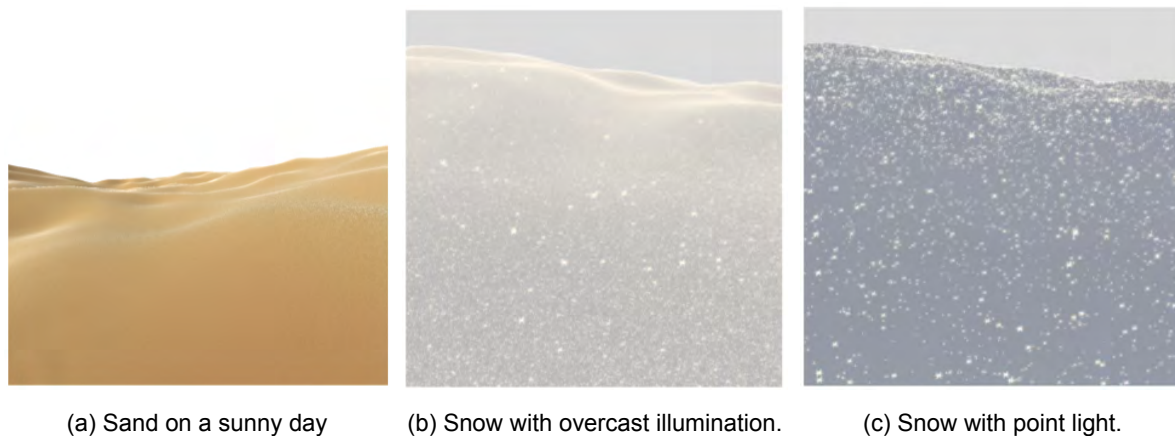 (a) Sand on a sunny day
(b) Snow with overcast illumination.
(c) Snow with point light.